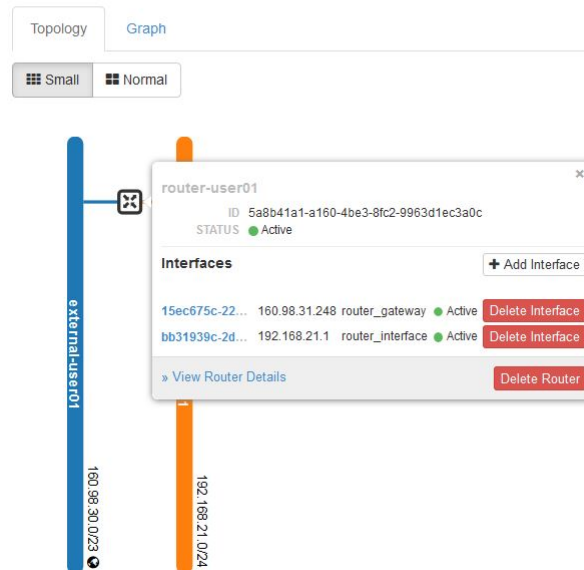 Topology Graph
Small Normal
×
router-user01
ID 5a8b41a1-a160-4be3-8fc2-9963d1ec3a0c
STATUS Active
Interfaces
+ Add Interface
15ec675c-22... 160.98.31.248 router_gateway Active Delete Interface
bb31939c-2d... 192.168.21.1 router_interface Active Delete Interface
» View Router Details Delete Router
external-user01
1
160.98.30.0/23
192.168.21.0/24